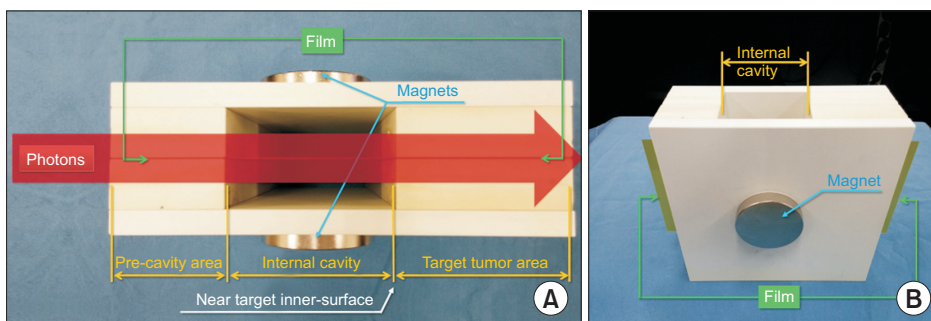 Film
Magnets
Photons
Pre-cavity area
Internal cavity
Target tumor area
Near target inner-surface
A
Internal
cavity
Magnet
Film
B